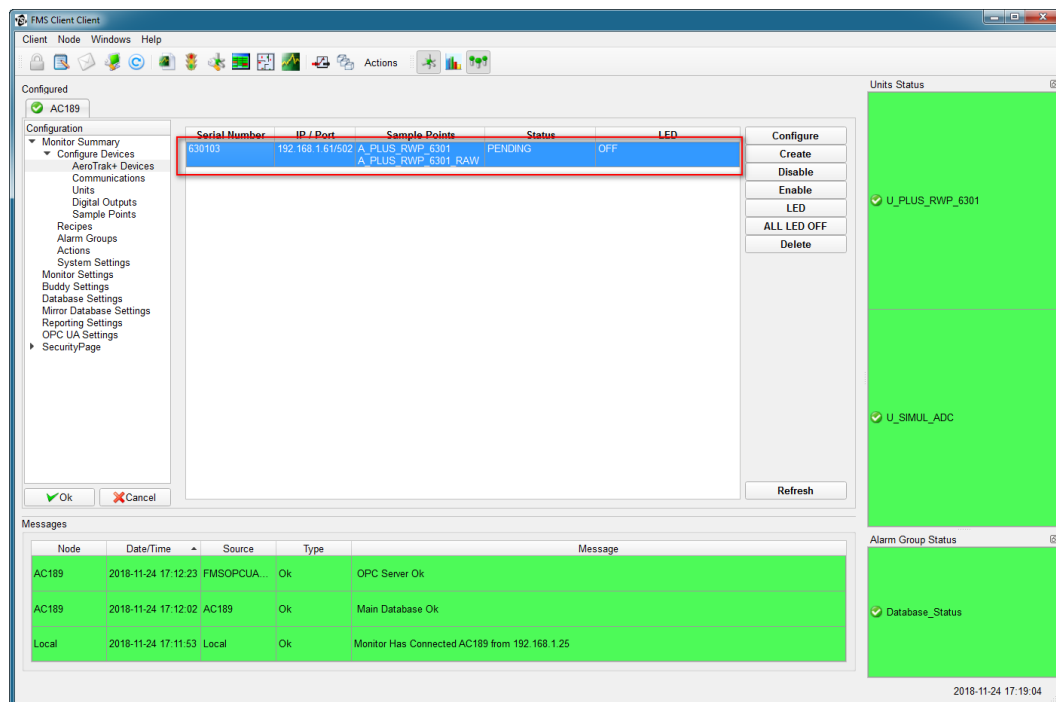 FMS Client Client
Client Node Windows Help
Actions
Configured
AC189
Configuration
Monitor Summary
Configure Devices
AeroTrak+ Devices
Communications
Units
Digital Outputs
Sample Points
Recipes
Alarm Groups
Actions
System Settings
Monitor Settings
Buddy Settings
Database Settings
Mirror Database Settings
Reporting Settings
OPC UA Settings
SecurityPage
Ok Cancel
Serial Number IP / Port Sample Points Status LED
630103 192.168.1.61/502 A_PLUS_RWP_6301 PENDING OFF
A_PLUS_RWP_6301_RAW
Configure
Create
Disable
Enable
LED
ALL LED OFF
Delete
Refresh
Units Status
U_PLUS_RWP_6301
U_SIMUL_ADC
Messages
Node Date/Time Source Type Message
AC189 2018-11-24 17:12:23 FMSOPCUA... Ok OPC Server Ok
AC189 2018-11-24 17:12:02 AC189 Ok Main Database Ok
Local 2018-11-24 17:11:53 Local Ok Monitor Has Connected AC189 from 192.168.1.25
Alarm Group Status
Database_Status
2018-11-24 17:19:04